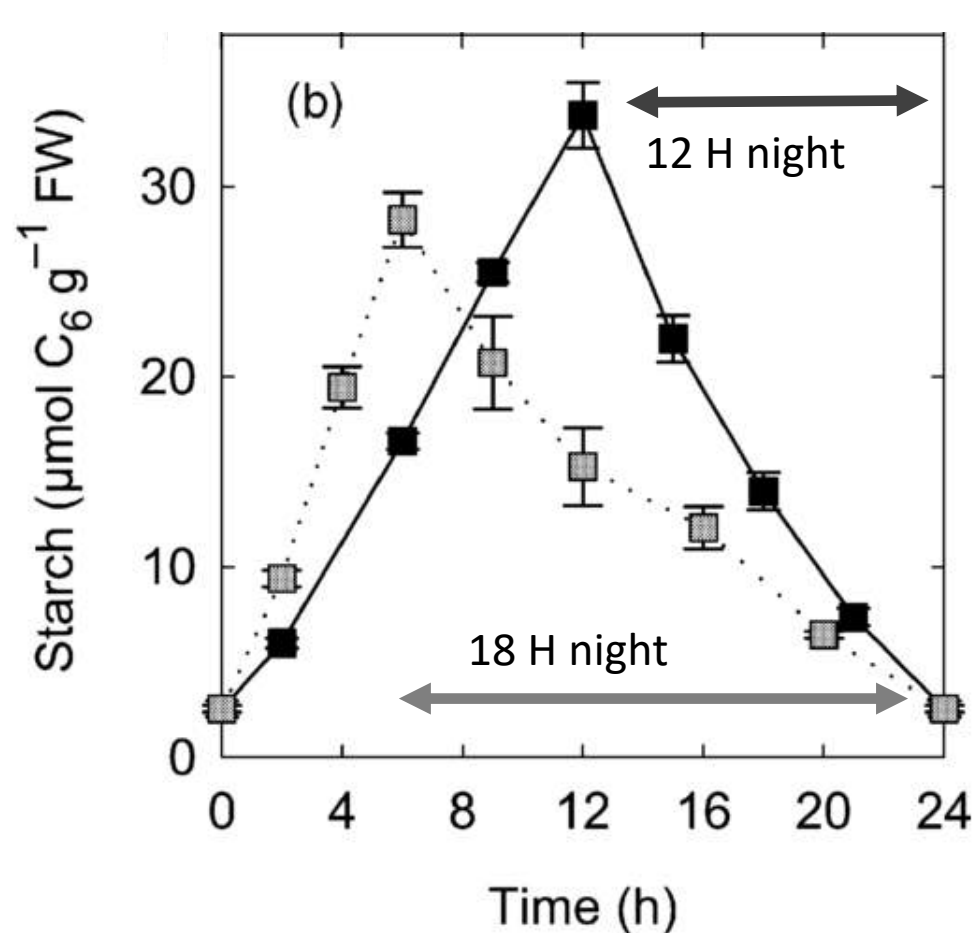 (b)
12 H night
30
20
10
0
18 H night
Starch (µmol C₆ g⁻¹ FW)
0 4 8 12 16 20 24
Time (h)